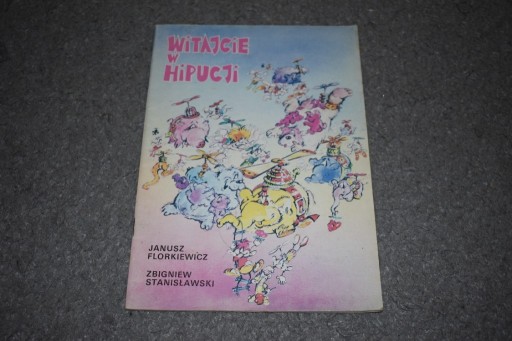 WITAJCIE
W
HIPUCJI
JANUSZ
FLORKIEWICZ
ZBIGNIEW
STANISŁAWSKI